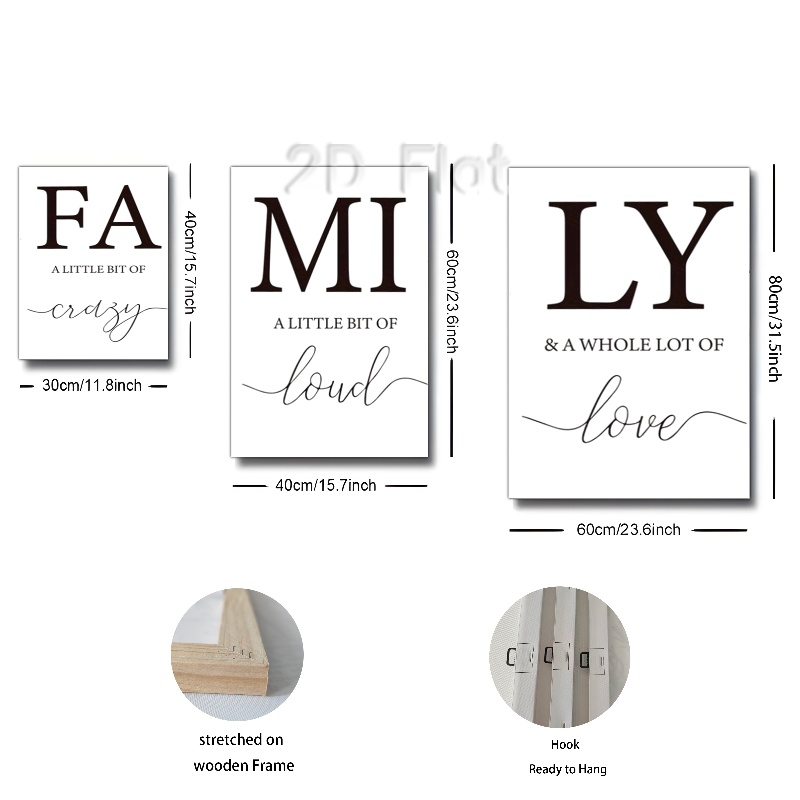 2D Flat
FA
A LITTLE BIT OF
crazy
40cm/15.7inch
30cm/11.8inch
MI
A LITTLE BIT OF
loud
60cm/23.6inch
40cm/15.7inch
LY
& A WHOLE LOT OF
love
80cm/31.5inch
60cm/23.6inch
stretched on
wooden Frame
Hook
Ready to Hang